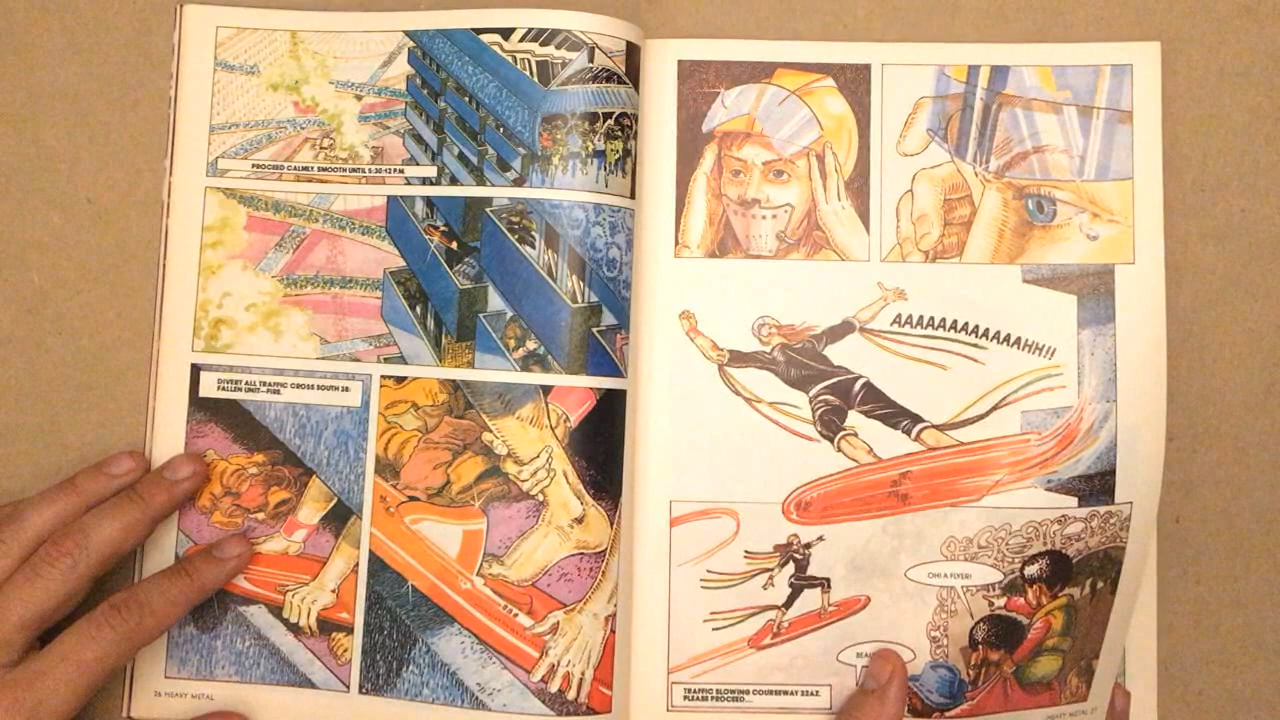 PROCEED CALMLY. SMOOTH UNTIL 5:30:12 P.M.
DIVERT ALL TRAFFIC CROSS SOUTH 38:
FALLEN UNIT—FIRE.
26 HEAVY METAL
AAAAAAAAAAAAHH!!
OH! A FLYER!
TRAFFIC SLOWING COURSEWAY 32AZ.
PLEASE PROCEED....
HEAVY METAL 27